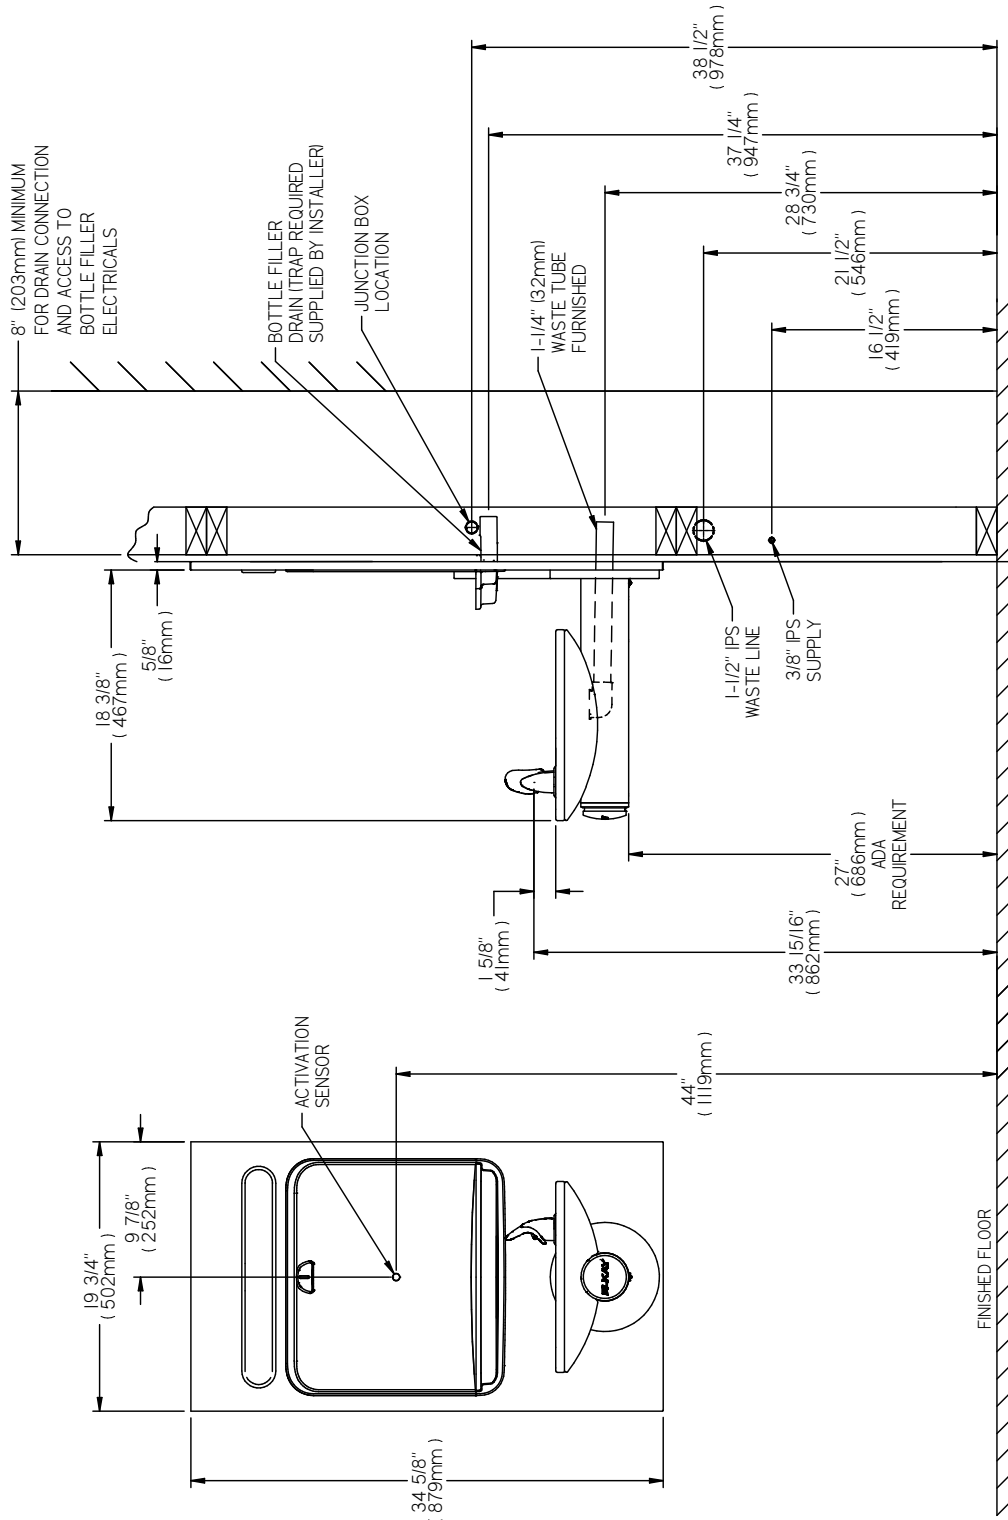 8" (203mm) MINIMUM
FOR DRAIN CONNECTION
AND ACCESS TO
BOTTLE FILLER
ELECTRICALS
BOTTLE FILLER
DRAIN (TRAP REQUIRED
SUPPLIED BY INSTALLER)
JUNCTION BOX
LOCATION
1-1/4" (32mm)
WASTE TUBE
FURNISHED
38 1/2"
( 978mm )
37 1/4"
( 947mm )
28 3/4"
( 730mm )
21 1/2"
( 546mm )
16 1/2"
( 419mm )
18 3/8"
( 467mm )
5/8"
( 16mm )
1-1/2" IPS
WASTE LINE
3/8" IPS
SUPPLY
1 5/8"
( 41mm )
27"
( 686mm )
ADA
REQUIREMENT
33 15/16"
( 862mm )
ACTIVATION
SENSOR
44"
( 1119mm )
19 3/4"
( 502mm )
9 7/8"
( 252mm )
34 5/8"
( 879mm )
ELKAY
FINISHED FLOOR